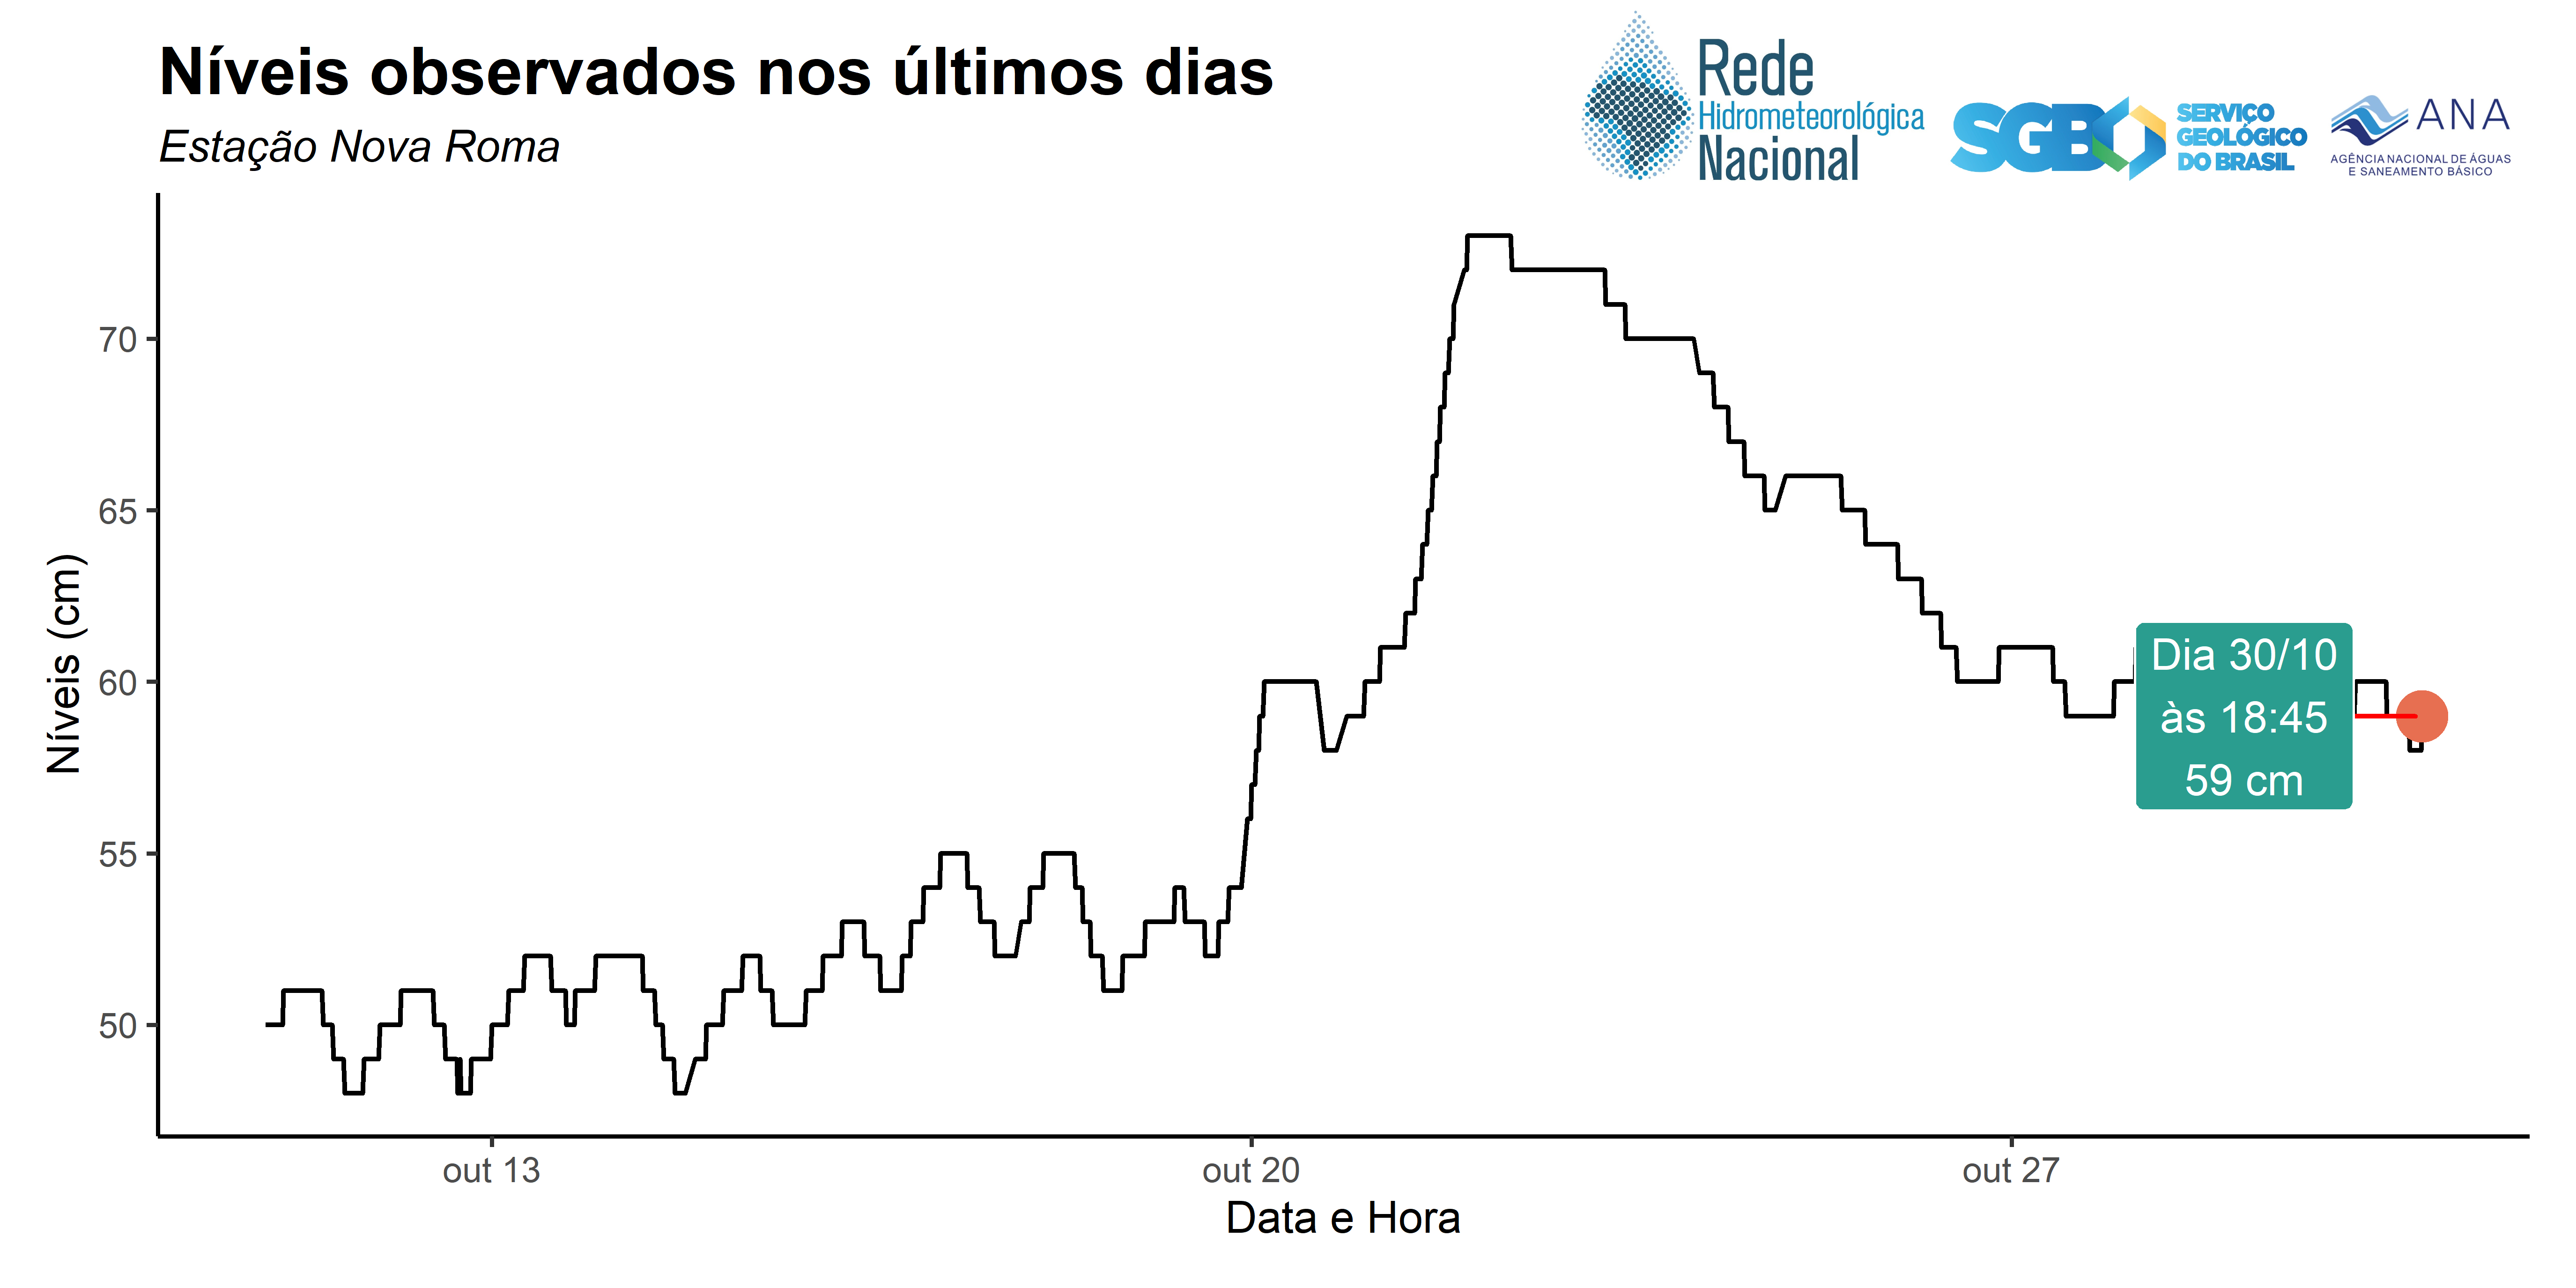 Níveis observados nos últimos dias
Estação Nova Roma
Rede
Hidrometeorológica
Nacional
SGB
SERVIÇO
GEOLÓGICO
DO BRASIL
ANA
AGÊNCIA NACIONAL DE ÁGUAS
E SANEAMENTO BÁSICO
Níveis (cm)
70
65
60
55
50
Dia 30/10
às 18:45
59 cm
out 13
out 20
out 27
Data e Hora